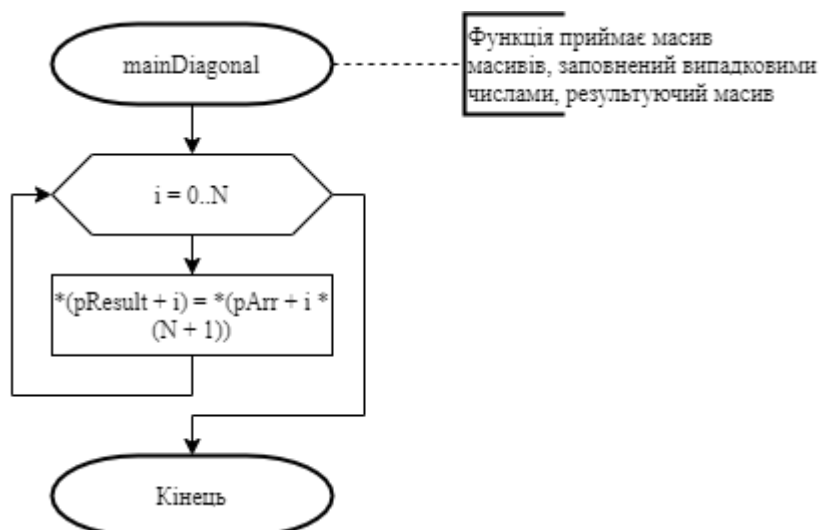 mainDiagonal
Функція приймає масив
масивів, заповнений випадковими
числами, результуючий масив
i = 0..N
*(pResult + i) = *(pArr + i *
(N + 1))
Кінець